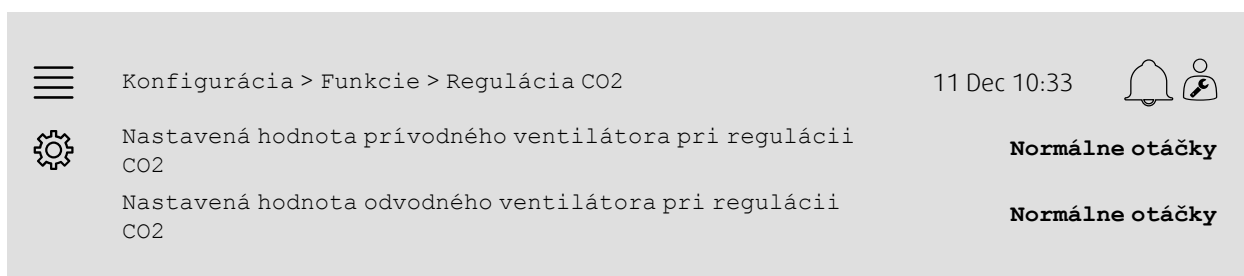 Konfigurácia > Funkcie > Regulácia CO2 11 Dec 10:33
Nastavená hodnota prívodného ventilátora pri regulácii
CO2
Normálne otáčky
Nastavená hodnota odvodného ventilátora pri regulácii
CO2
Normálne otáčky